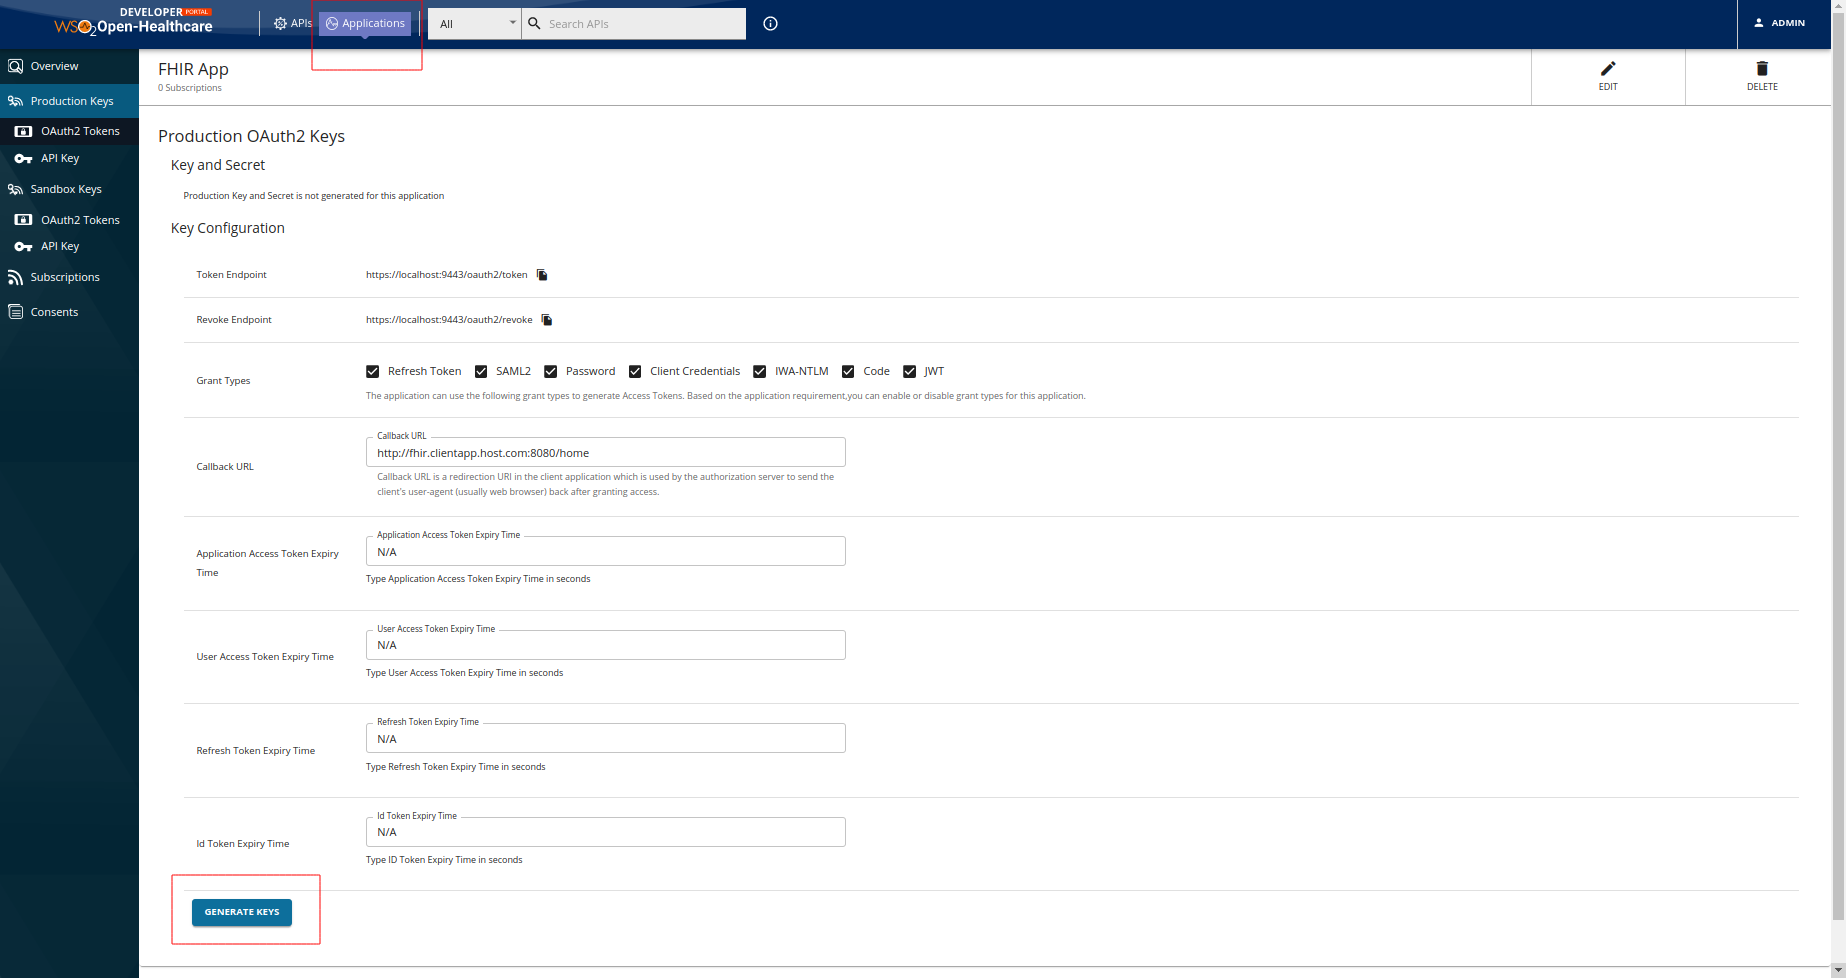 DEVELOPER PORTAL
WSO2 Open-Healthcare
APIs
Applications
All
Search APIs
ADMIN
Overview
Production Keys
OAuth2 Tokens
API Key
Sandbox Keys
OAuth2 Tokens
API Key
Subscriptions
Consents
FHIR App
0 Subscriptions
EDIT
DELETE
Production OAuth2 Keys
Key and Secret
Production Key and Secret is not generated for this application
Key Configuration
Token Endpoint
https://localhost:9443/oauth2/token
Revoke Endpoint
https://localhost:9443/oauth2/revoke
Grant Types
Refresh Token SAML2 Password Client Credentials IWA-NTLM Code JWT
The application can use the following grant types to generate Access Tokens. Based on the application requirement,you can enable or disable grant types for this application.
Callback URL
Callback URL
http://fhir.clientapp.host.com:8080/home
Callback URL is a redirection URI in the client application which is used by the authorization server to send the
client's user-agent (usually web browser) back after granting access.
Application Access Token Expiry
Time
Application Access Token Expiry Time
N/A
Type Application Access Token Expiry Time in seconds
User Access Token Expiry Time
User Access Token Expiry Time
N/A
Type User Access Token Expiry Time in seconds
Refresh Token Expiry Time
Refresh Token Expiry Time
N/A
Type Refresh Token Expiry Time in seconds
Id Token Expiry Time
Id Token Expiry Time
N/A
Type ID Token Expiry Time in seconds
GENERATE KEYS